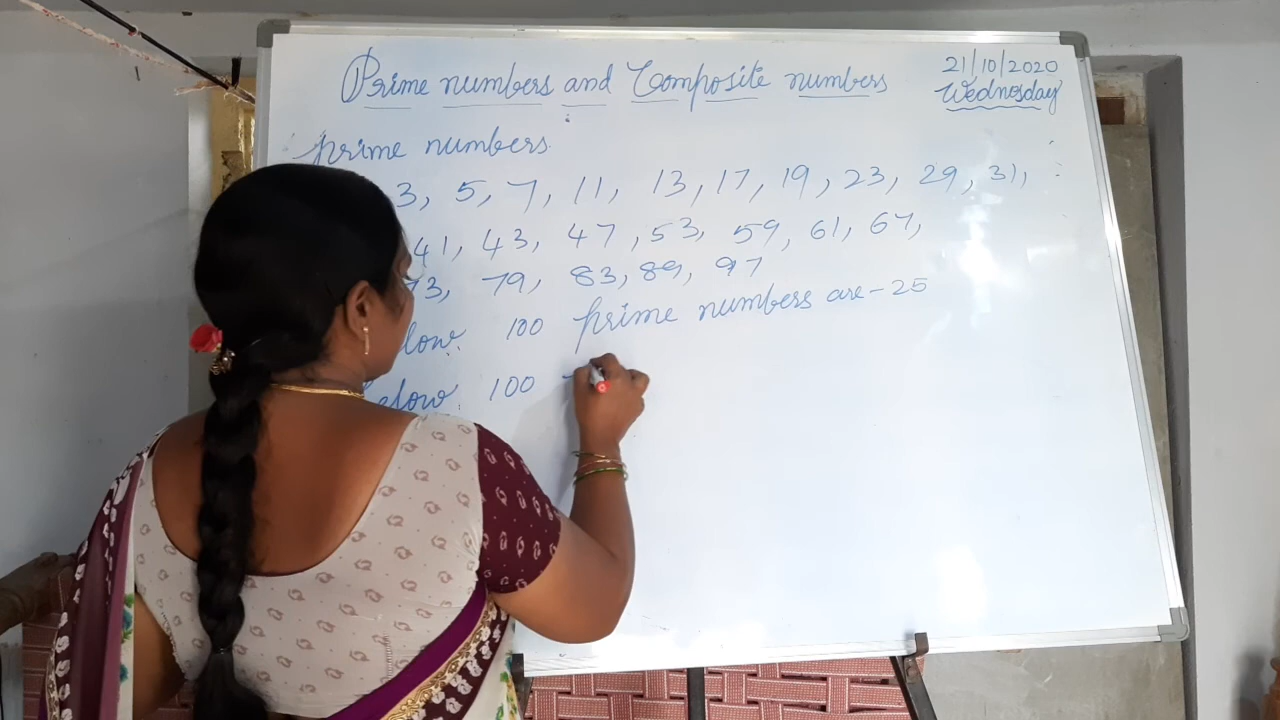 Prime numbers and Composite numbers
21/10/2020
Wednesday
prime numbers
3, 5, 7, 11, 13, 17, 19, 23, 29, 31,
41, 43, 47, 53, 59, 61, 67,
73, 79, 83, 89, 97
100 prime numbers are - 25
below 100